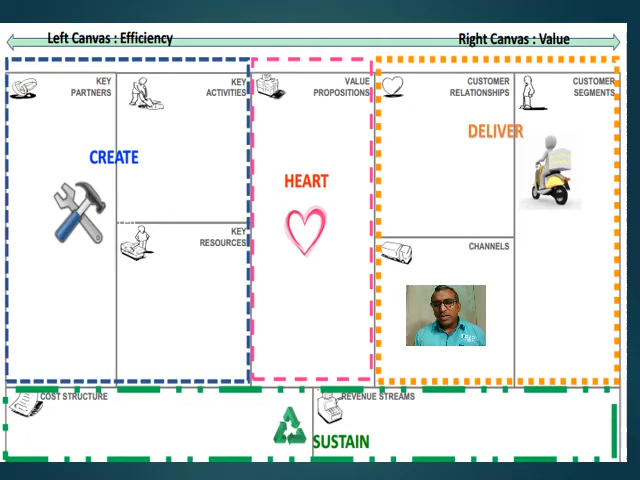 Left Canvas : Efficiency
Right Canvas : Value
KEY
PARTNERS
KEY
ACTIVITIES
VALUE
PROPOSITIONS
CUSTOMER
RELATIONSHIPS
CUSTOMER
SEGMENTS
DELIVER
CREATE
HEART
KEY
RESOURCES
CHANNELS
COST STRUCTURE
REVENUE STREAMS
SUSTAIN